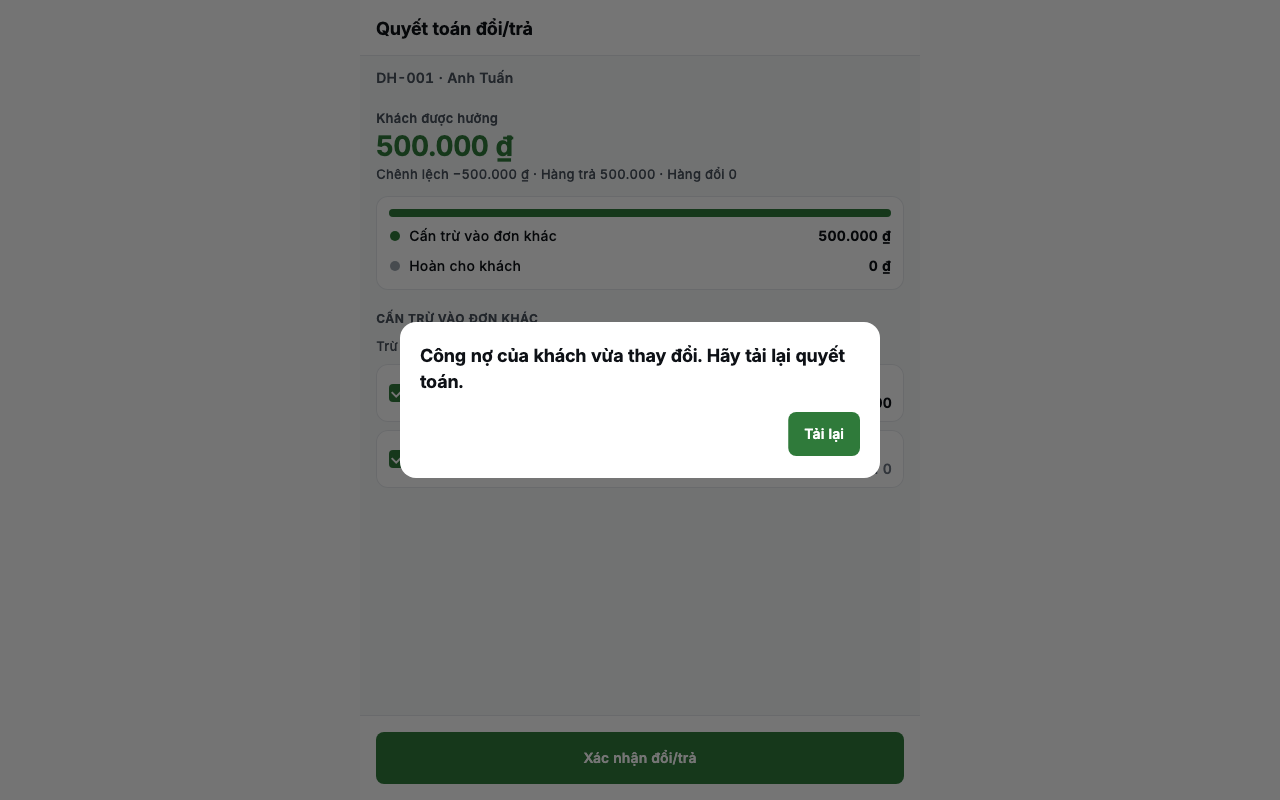 Quyết toán đổi/trả
DH-001 · Anh Tuấn
Khách được hưởng
500.000 ₫
Chênh lệch −500.000 ₫ · Hàng trả 500.000 · Hàng đổi 0
Cấn trừ vào đơn khác 500.000 ₫
Hoàn cho khách 0 ₫
CẤN TRỪ VÀO ĐƠN KHÁC
Trừ
Công nợ của khách vừa thay đổi. Hãy tải lại quyết
toán.
0
Tải lại
0
Xác nhận đổi/trả